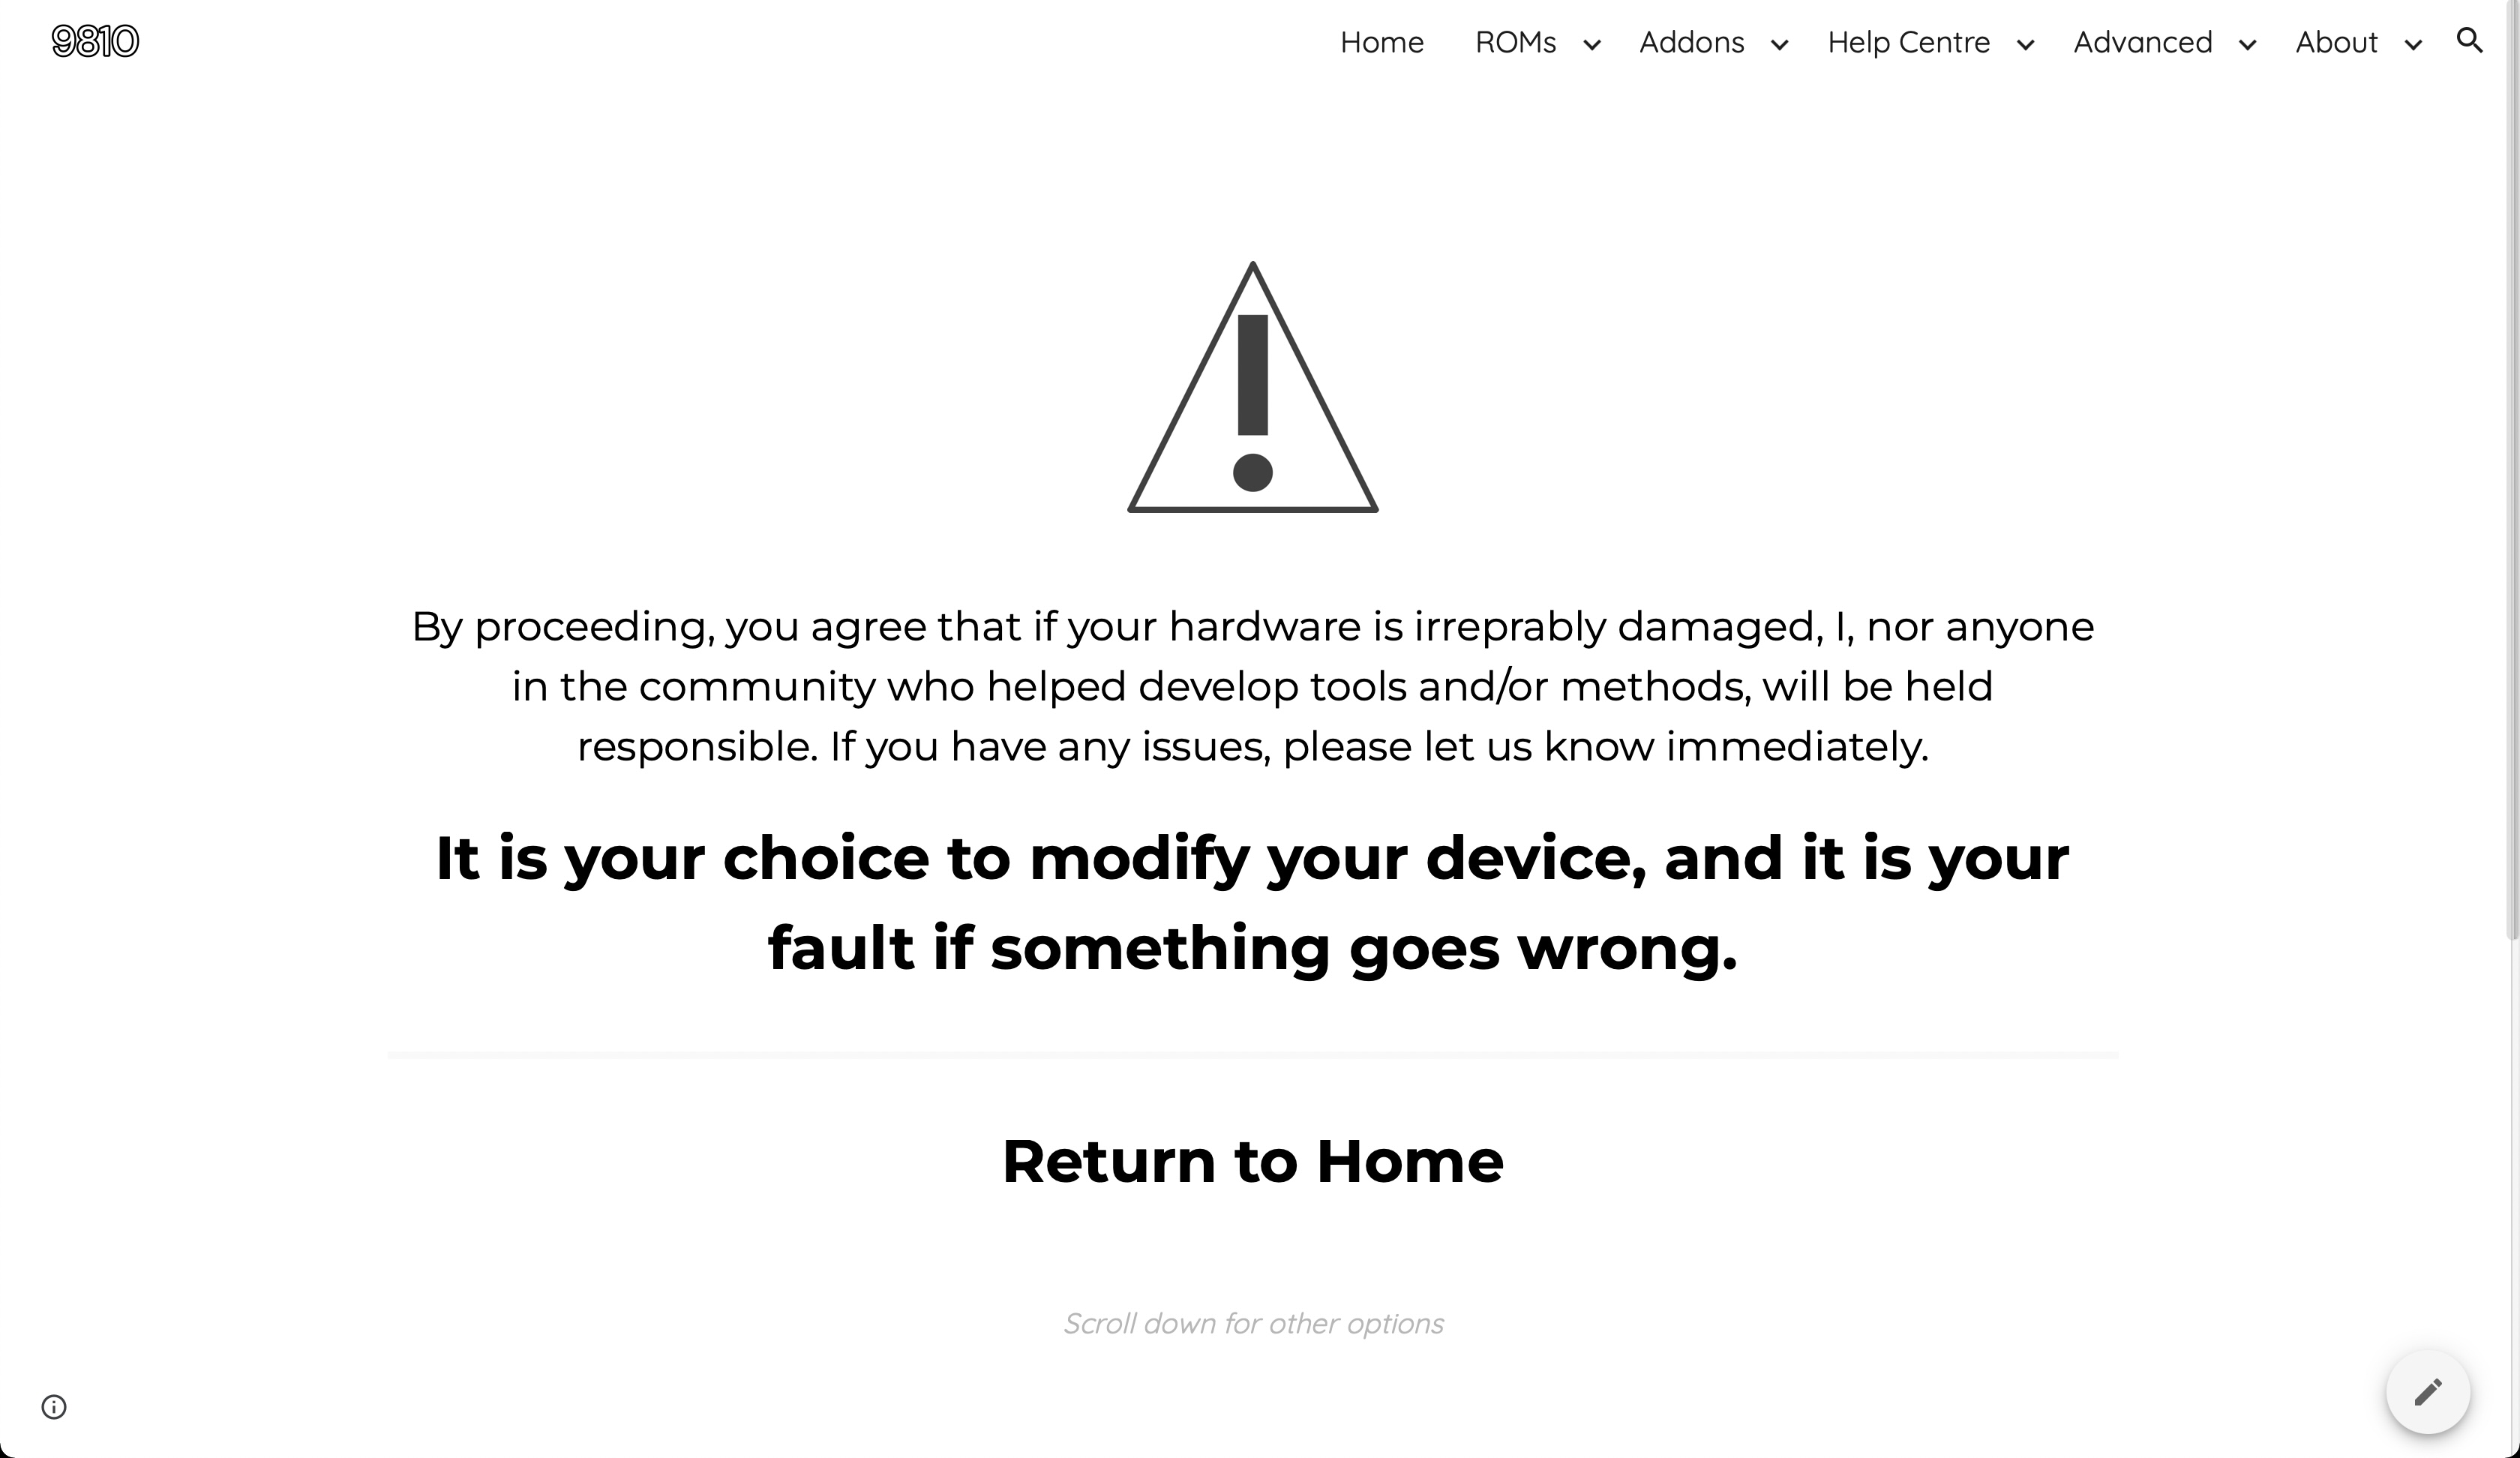 9810
Home ROMs Addons Help Centre Advanced About
By proceeding, you agree that if your hardware is irreprably damaged, I, nor anyone
in the community who helped develop tools and/or methods, will be held
responsible. If you have any issues, please let us know immediately.
It is your choice to modify your device, and it is your
fault if something goes wrong.
Return to Home
Scroll down for other options